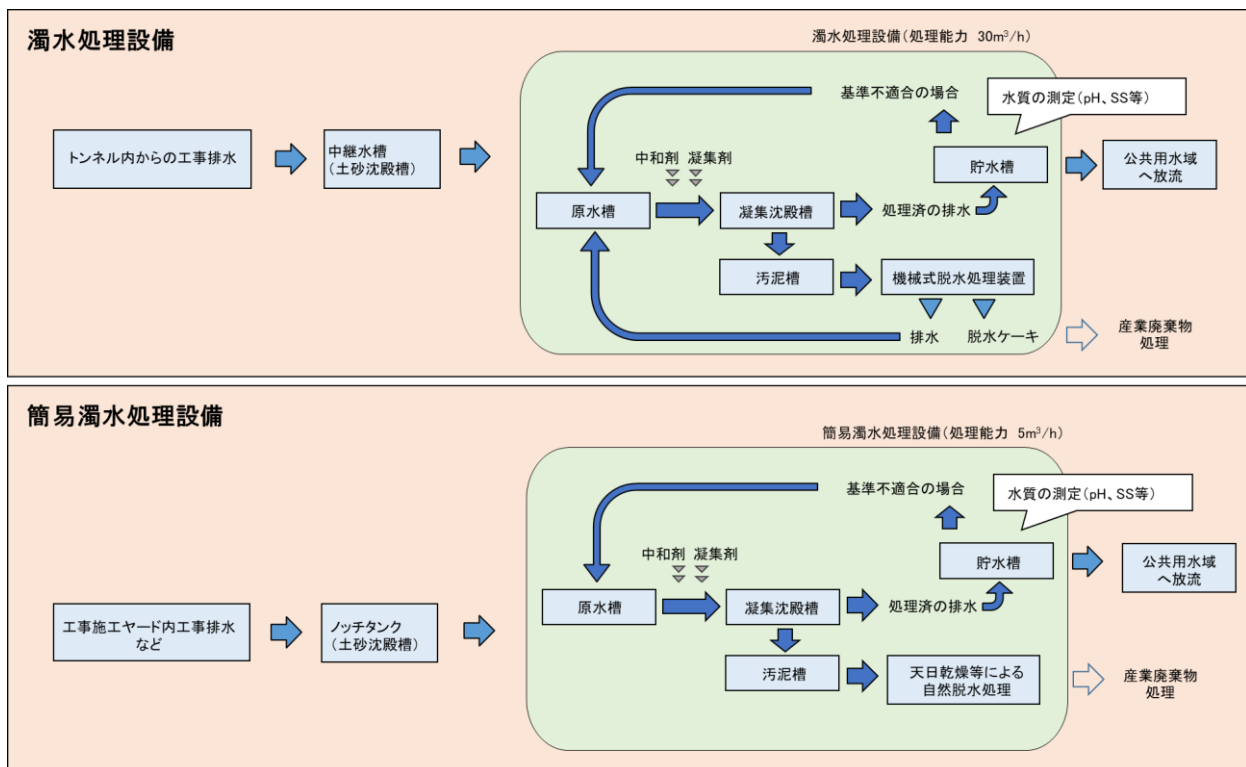 濁水処理設備
濁水処理設備(処理能力 30m³/h)
基準不適合の場合
水質の測定(pH、SS等)
トンネル内からの工事排水
中継水槽
(土砂沈殿槽)
中和剤 凝集剤
貯水槽
公共用水域
へ放流
原水槽
凝集沈殿槽
処理済の排水
汚泥槽
機械式脱水処理装置
排水
脱水ケーキ
産業廃棄物
処理
簡易濁水処理設備
簡易濁水処理設備(処理能力 5m³/h)
基準不適合の場合
水質の測定(pH、SS等)
中和剤 凝集剤
貯水槽
公共用水域
へ放流
工事施工ヤード内工事排水
など
ノッチタンク
(土砂沈殿槽)
原水槽
凝集沈殿槽
処理済の排水
汚泥槽
天日乾燥等による
自然脱水処理
産業廃棄物
処理